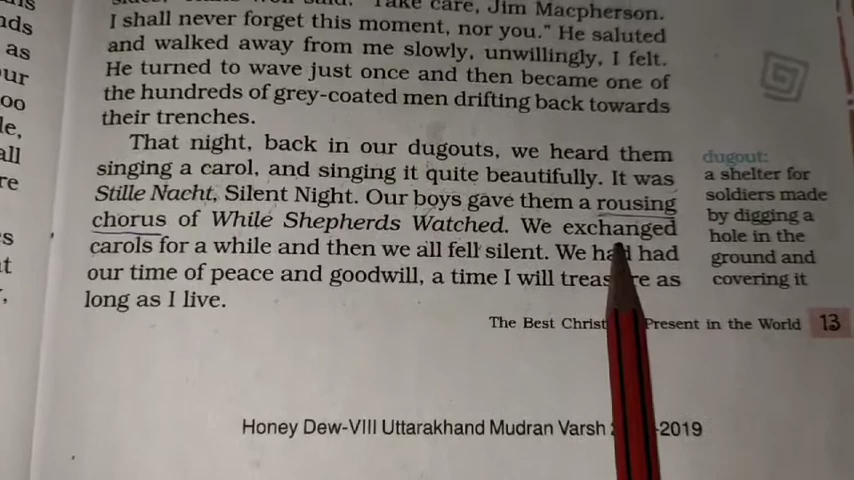 Take care, Jim Macpherson.
I shall never forget this moment, nor you." He saluted
and walked away from me slowly, unwillingly, I felt.
He turned to wave just once and then became one of
the hundreds of grey-coated men drifting back towards
their trenches.
That night, back in our dugouts, we heard them
singing a carol, and singing it quite beautifully. It was
Stille Nacht, Silent Night. Our boys gave them a rousing
chorus of While Shepherds Watched. We exchanged
carols for a while and then we all fell silent. We had had
our time of peace and goodwill, a time I will treasure as
long as I live.
dugout:
a shelter for
soldiers made
by digging a
hole in the
ground and
covering it
The Best Christ Present in the World 13
Honey Dew-VIII Uttarakhand Mudran Varsh 2 -2019